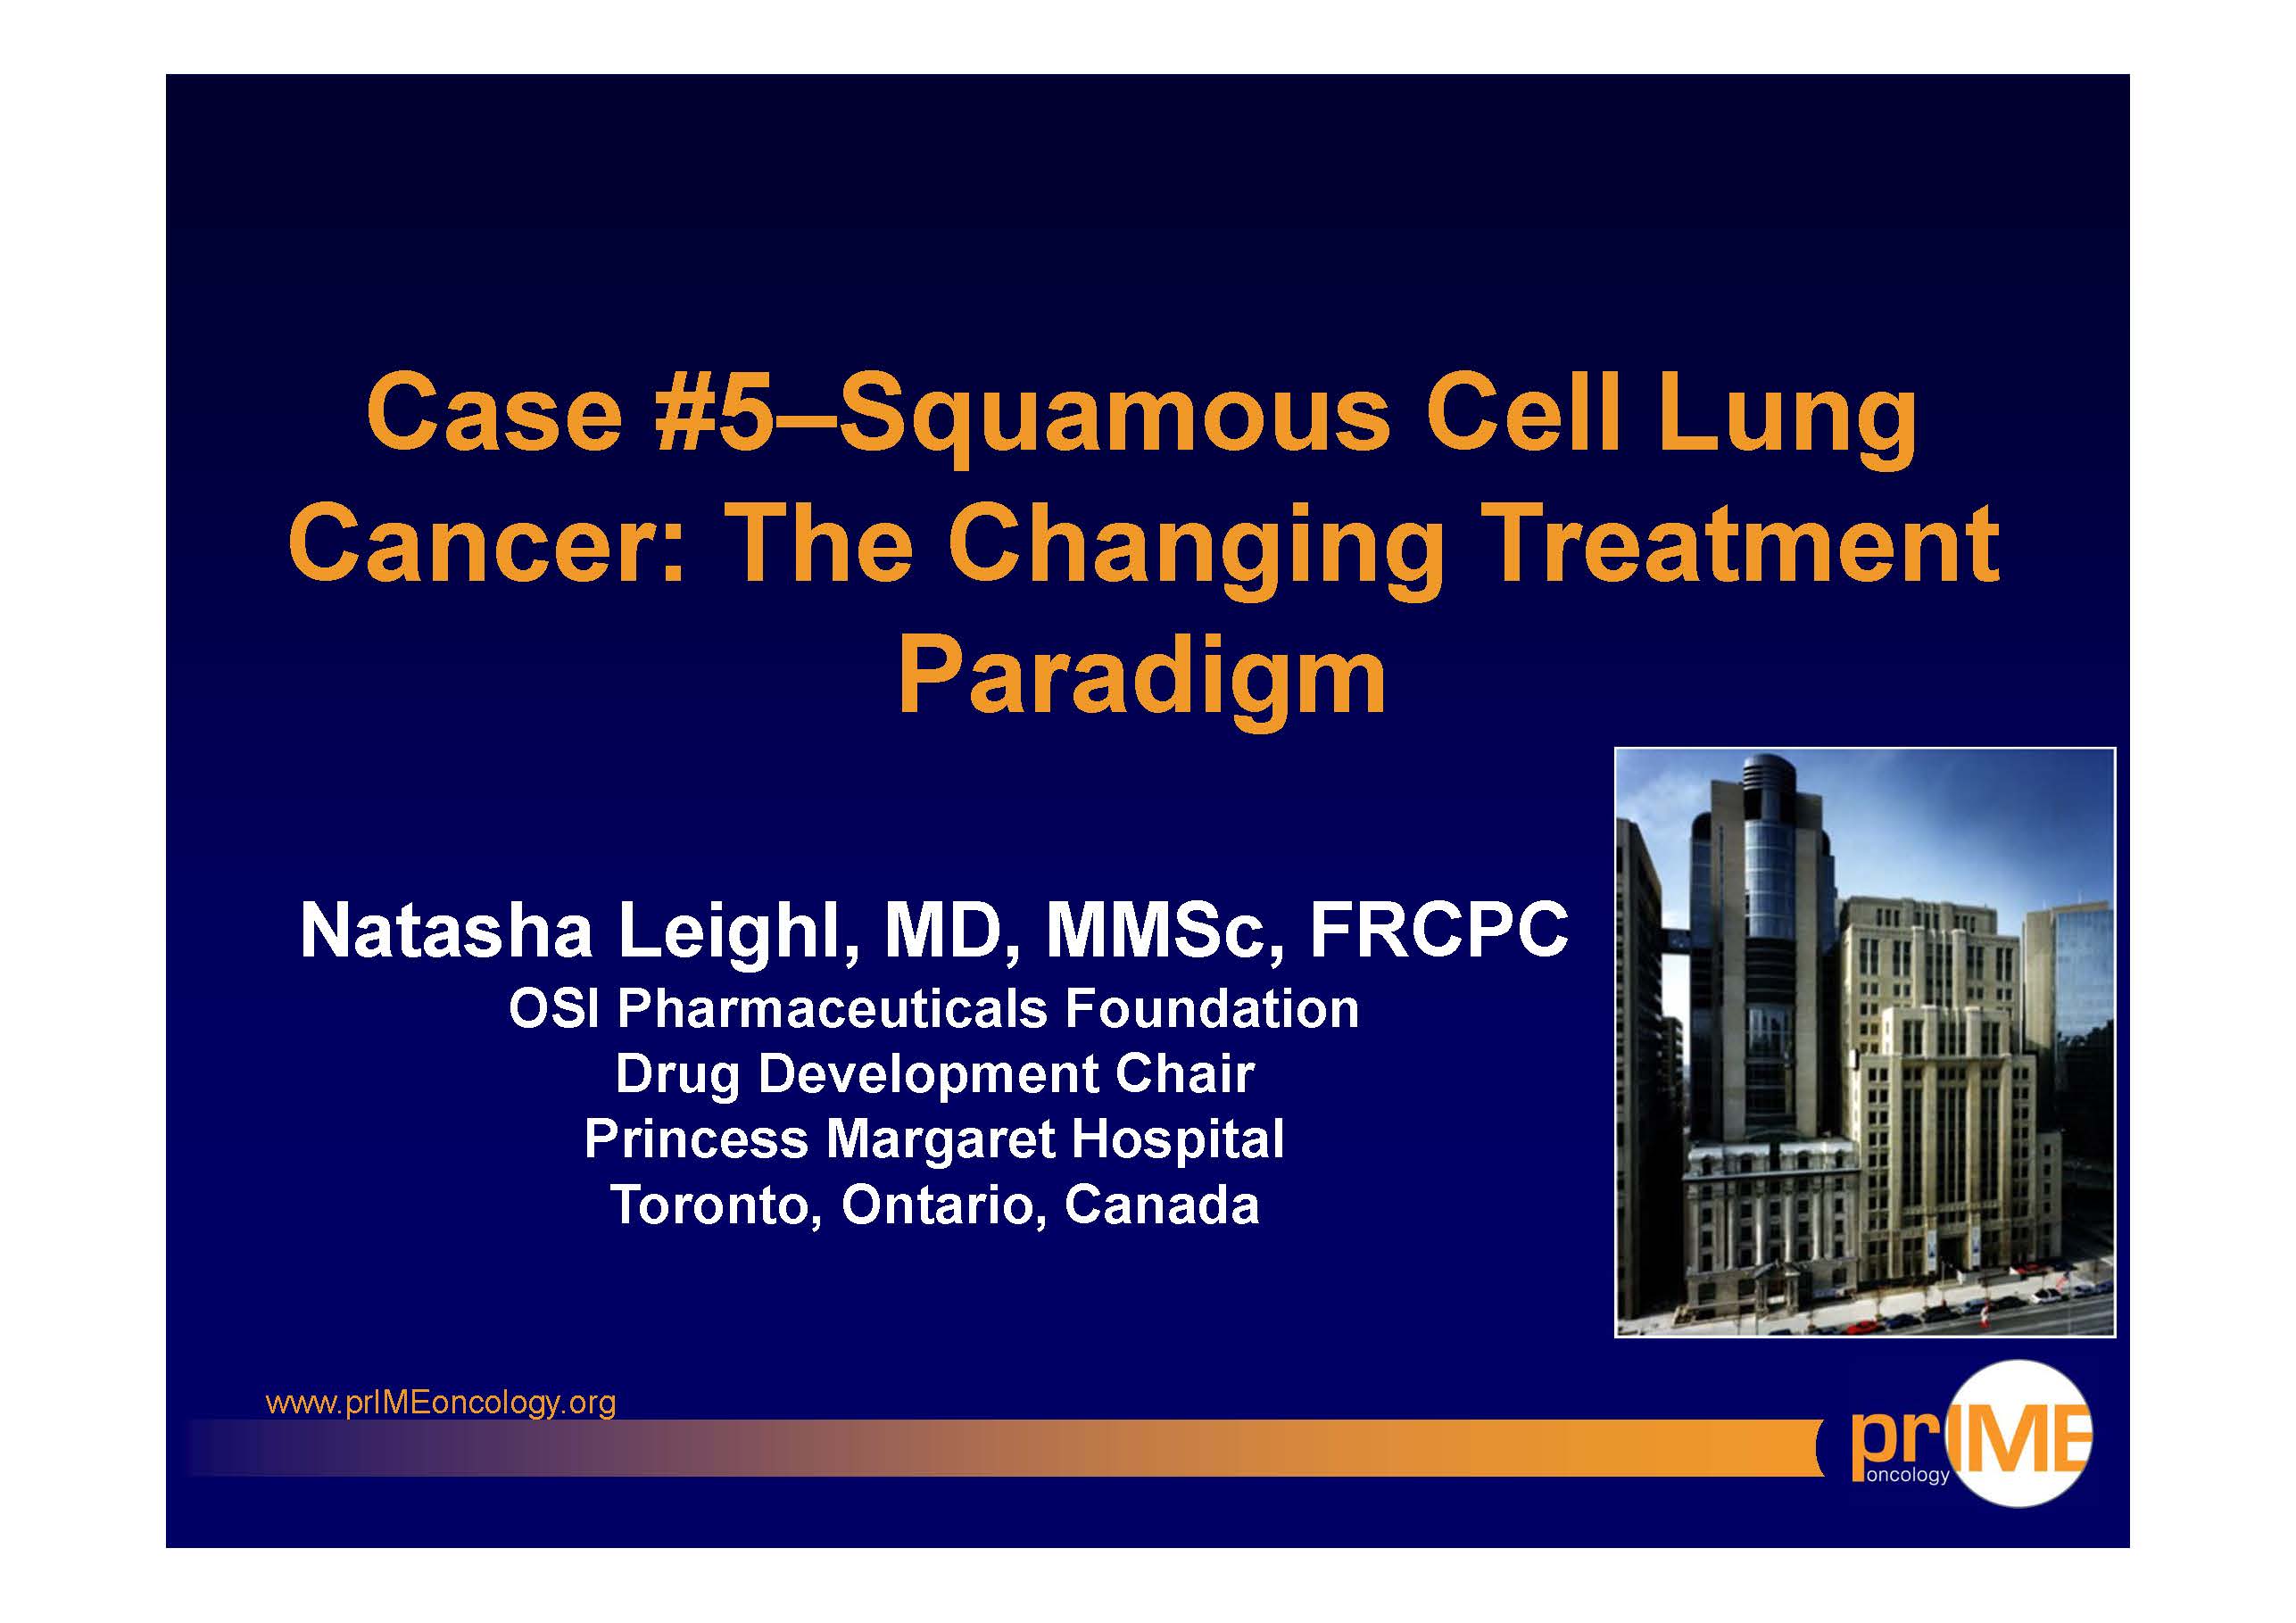 Case #5–Squamous Cell Lung
Cancer: The Changing Treatment
Paradigm
Natasha Leighl, MD, MMSc, FRCPC
OSI Pharmaceuticals Foundation
Drug Development Chair
Princess Margaret Hospital
Toronto, Ontario, Canada
www.prIMEoncology.org
prIME
oncology